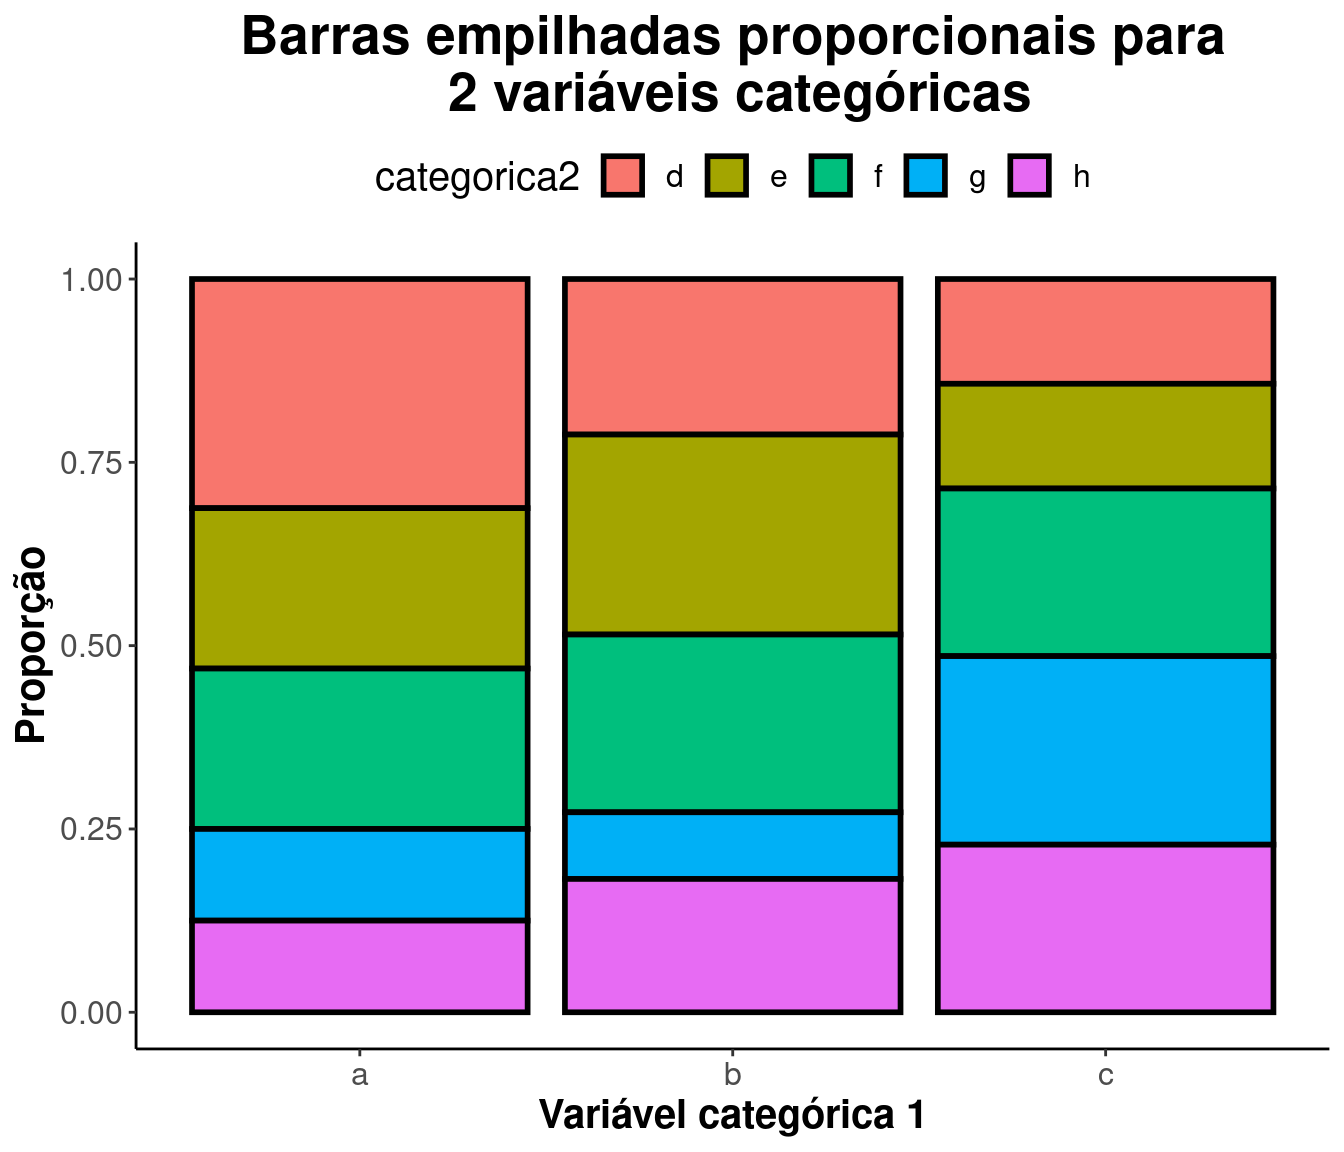 Barras empilhadas proporcionais para
2 variáveis categóricas
categorica2 d e f g h
1.00
0.75
0.50
0.25
0.00
Proporção
a b c
Variável categórica 1